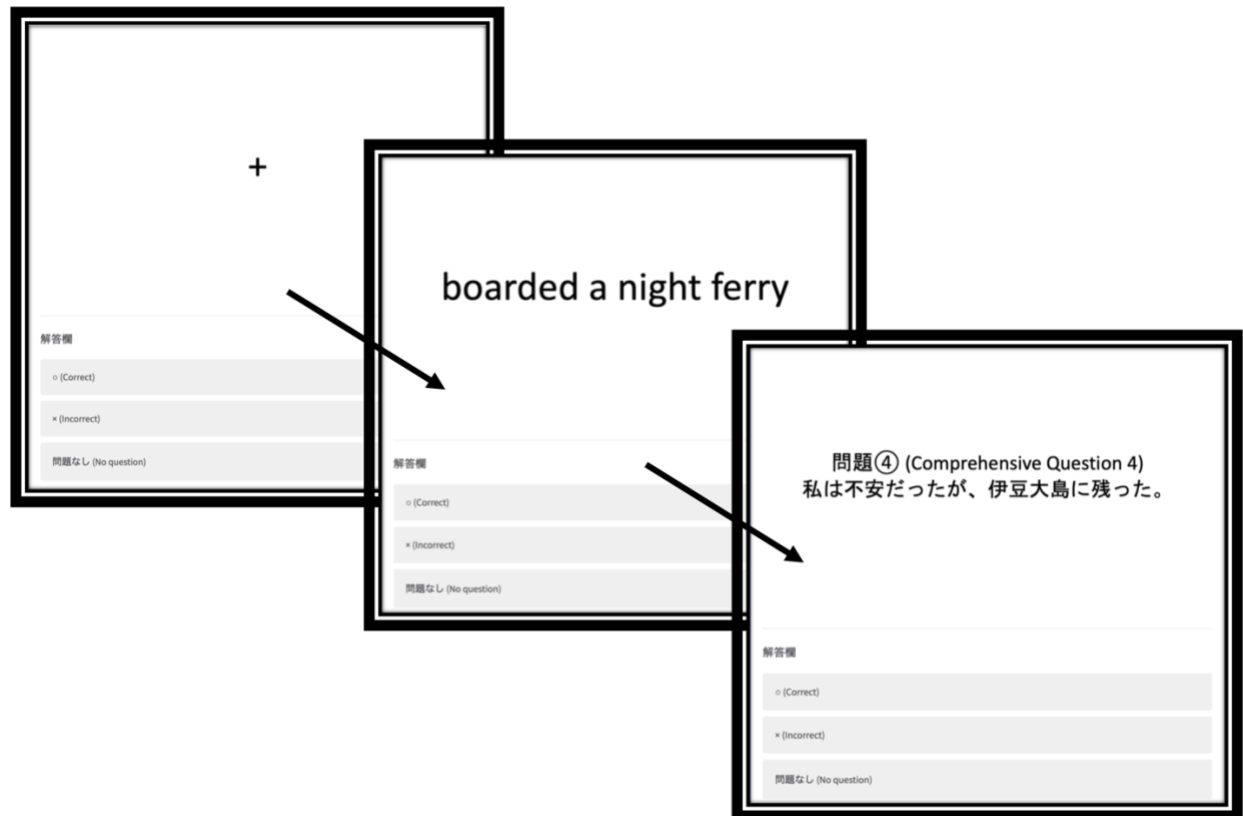 +
解答欄
○ (Correct)
× (Incorrect)
問題なし (No question)
boarded a night ferry
解答欄
○ (Correct)
× (Incorrect)
問題なし (No question)
問題④ (Comprehensive Question 4)
私は不安だったが、伊豆大島に残った。
解答欄
○ (Correct)
× (Incorrect)
問題なし (No question)